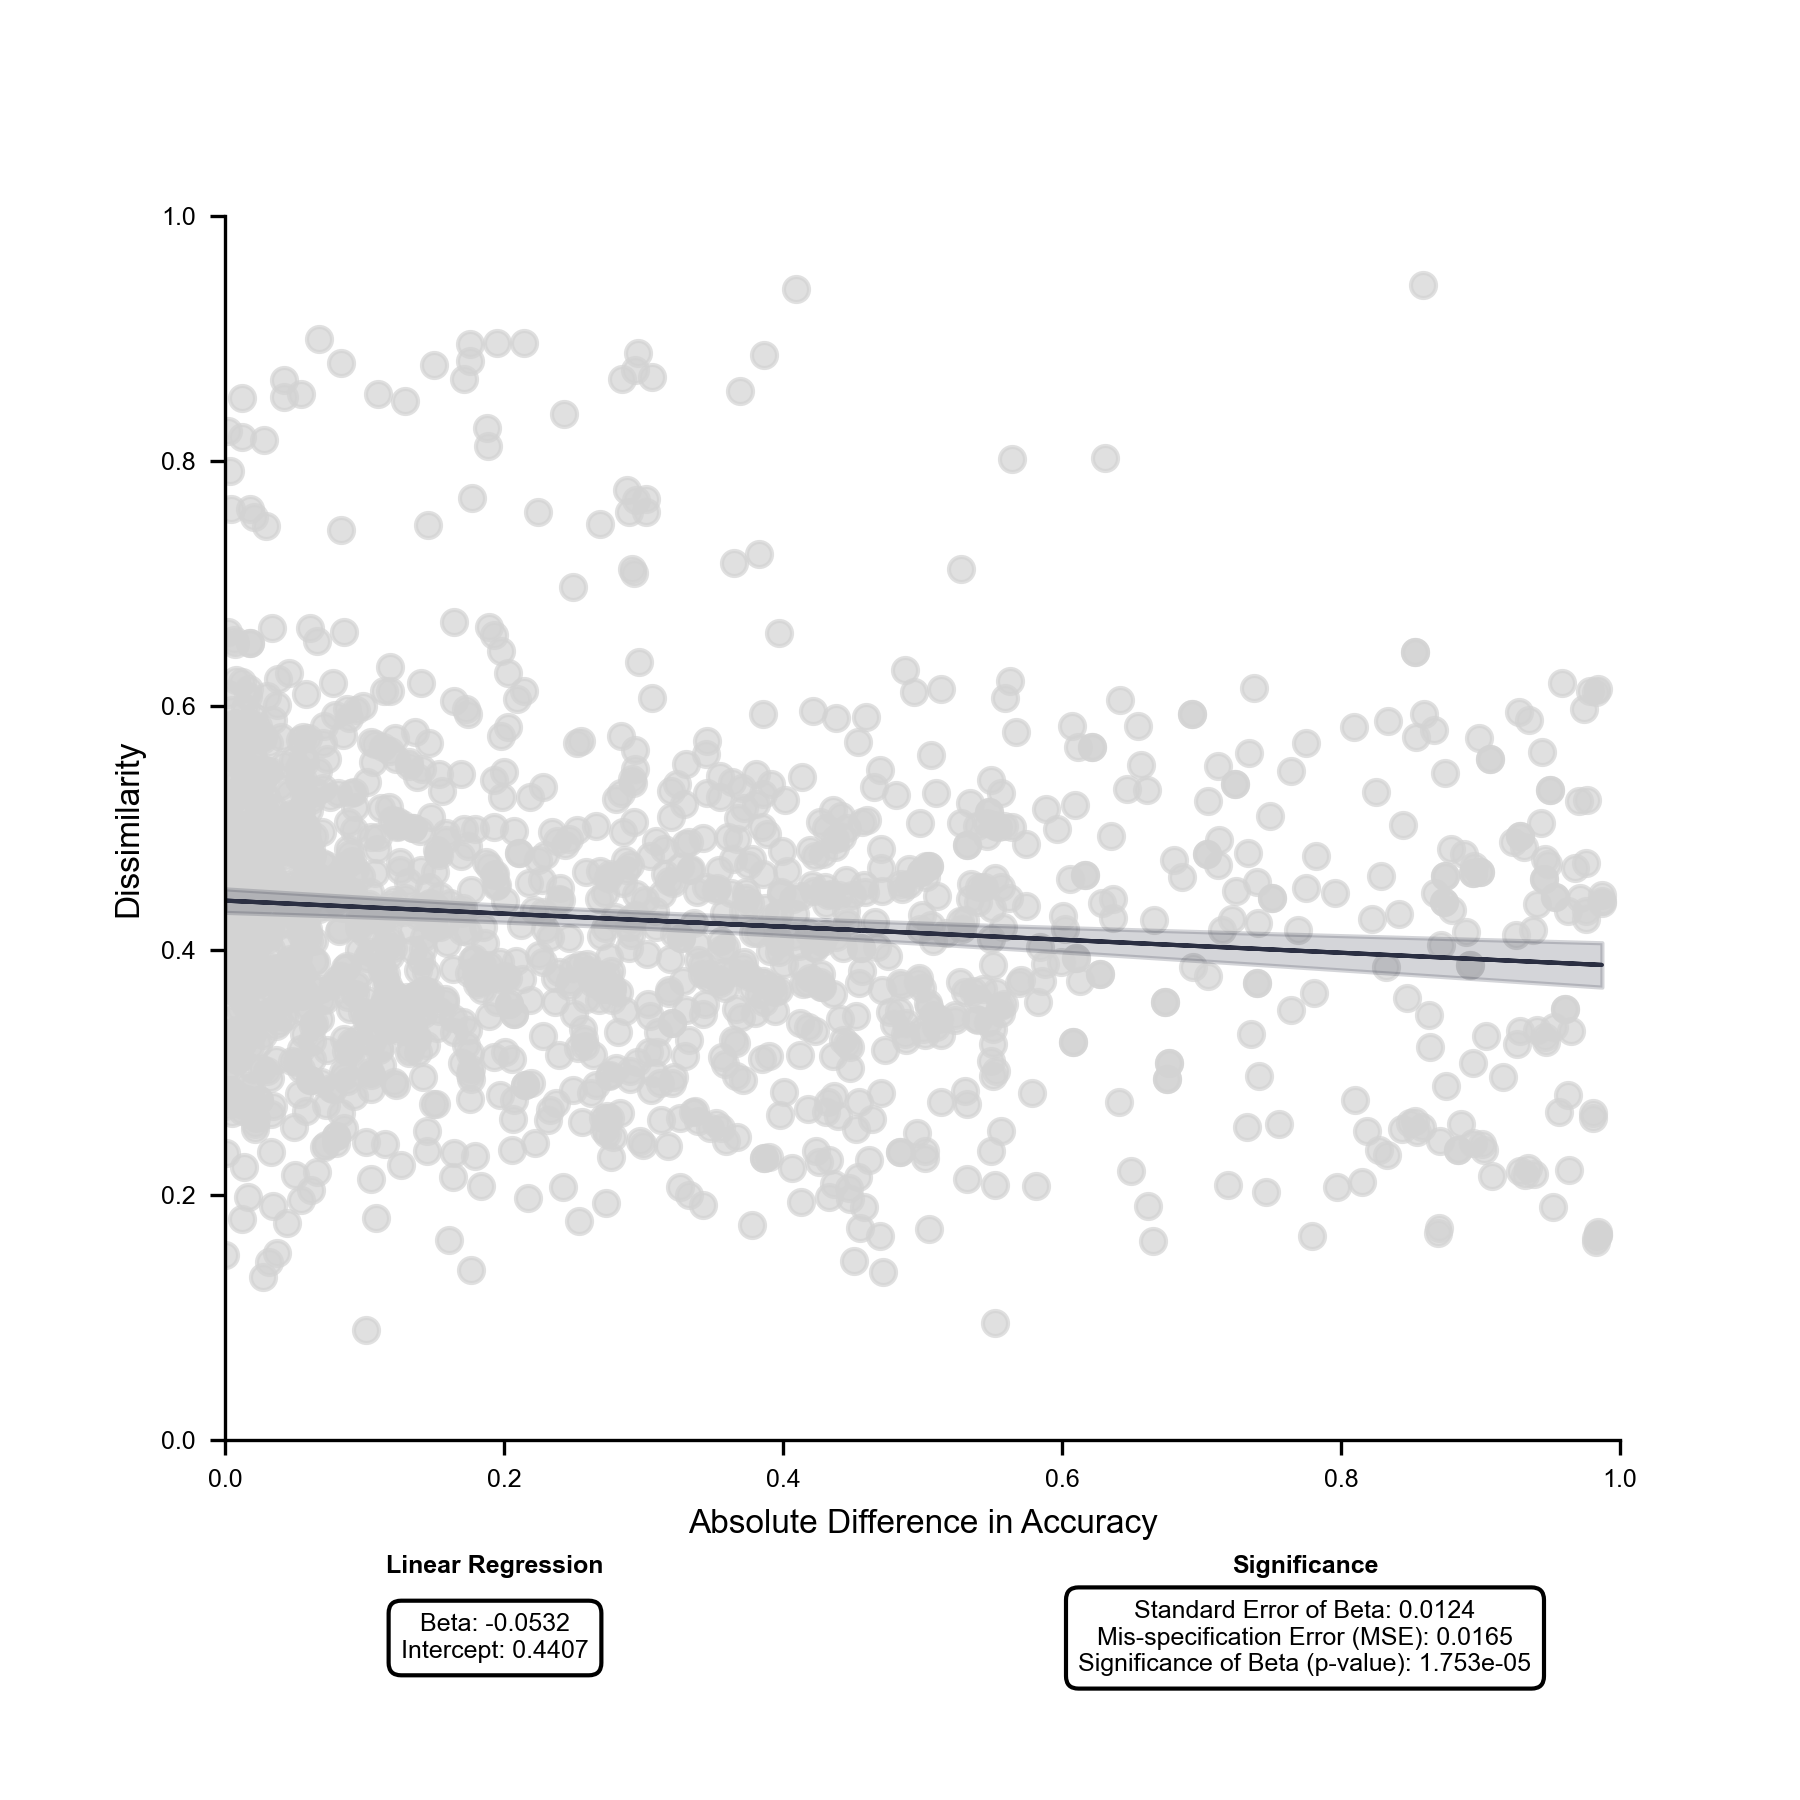 1.0
0.8
0.6
0.4
0.2
0.0
Dissimilarity
0.0 0.2 0.4 0.6 0.8 1.0
Absolute Difference in Accuracy
Linear Regression
Beta: -0.0532
Intercept: 0.4407
Significance
Standard Error of Beta: 0.0124
Mis-specification Error (MSE): 0.0165
Significance of Beta (p-value): 1.753e-05